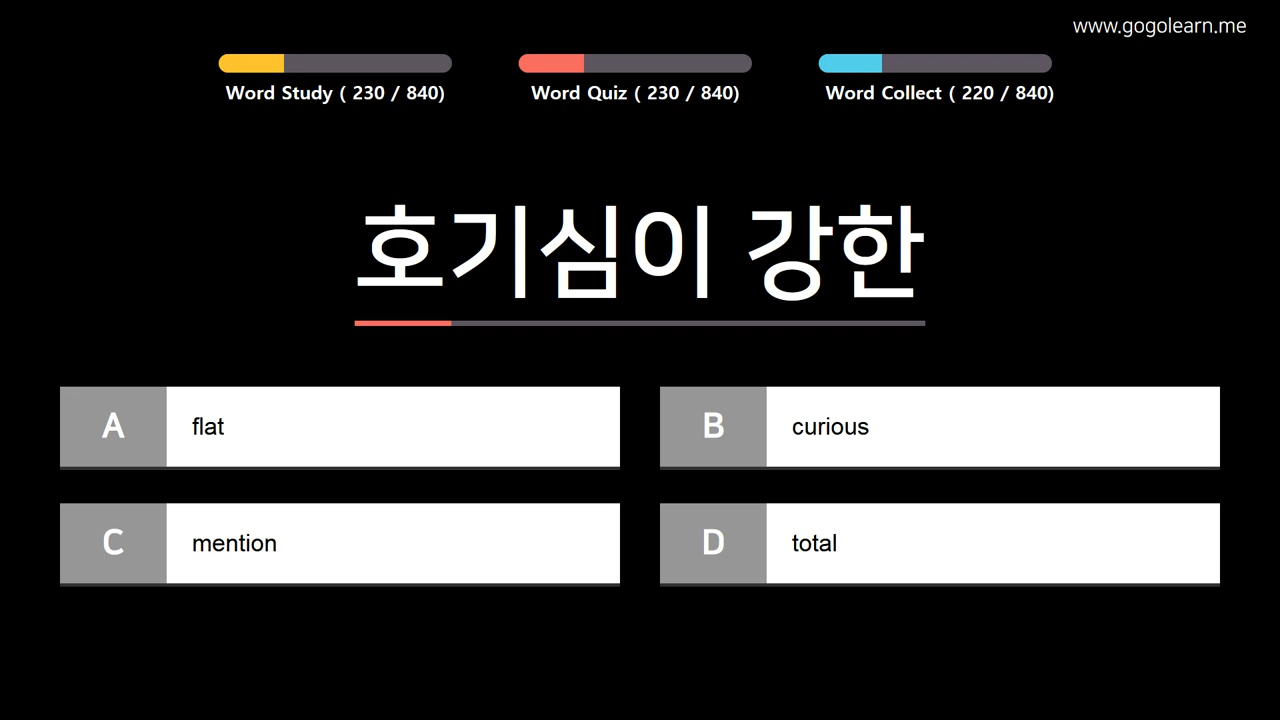 www.gogolearn.me
Word Study ( 230 / 840)
Word Quiz ( 230 / 840)
Word Collect ( 220 / 840)
호기심이 강한
A flat
B curious
C mention
D total